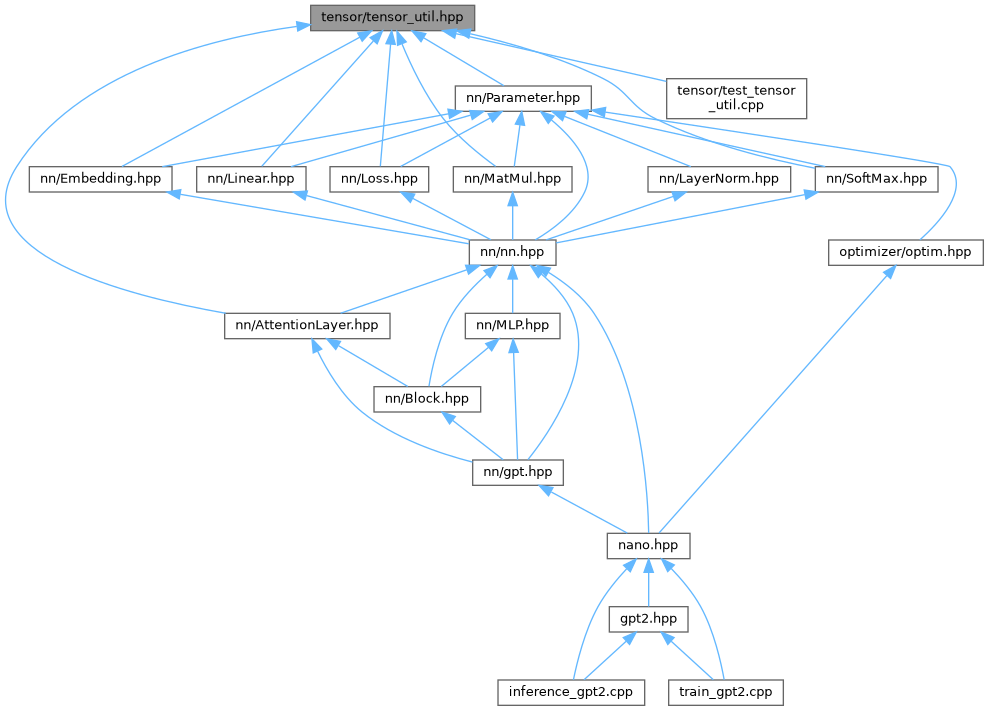 tensor/tensor_util.hpp
nn/Parameter.hpp
tensor/test_tensor
_util.cpp
nn/Embedding.hpp
nn/Linear.hpp
nn/Loss.hpp
nn/MatMul.hpp
nn/LayerNorm.hpp
nn/SoftMax.hpp
nn/nn.hpp
optimizer/optim.hpp
nn/AttentionLayer.hpp
nn/MLP.hpp
nn/Block.hpp
nn/gpt.hpp
nano.hpp
gpt2.hpp
inference_gpt2.cpp
train_gpt2.cpp